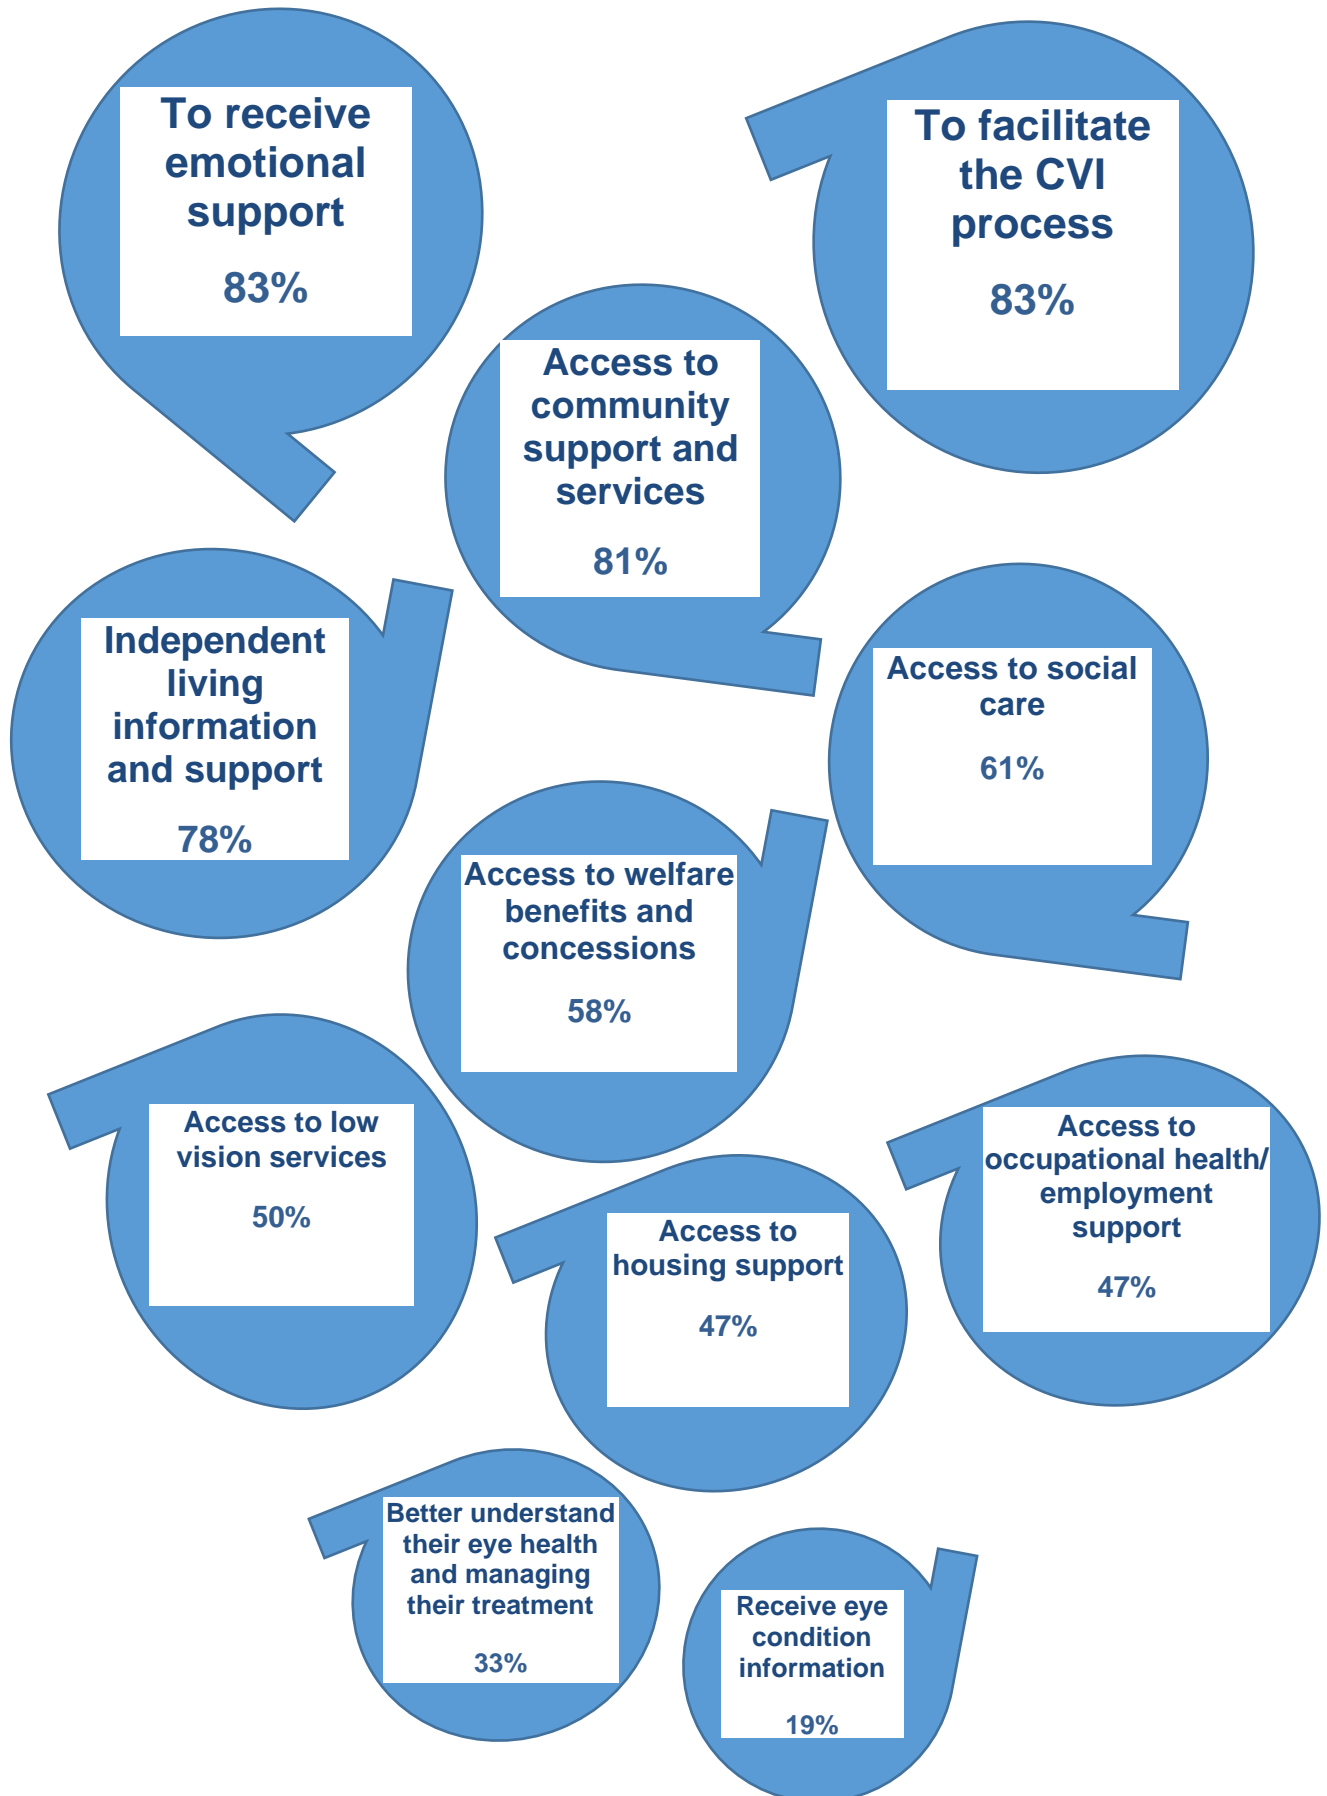 To receive
emotional
support
83%
To facilitate
the CVI
process
83%
Access to
community
support and
services
81%
Independent
living
information
and support
78%
Access to social
care
61%
Access to welfare
benefits and
concessions
58%
Access to low
vision services
50%
Access to
housing support
47%
Access to
occupational health/
employment
support
47%
Better understand
their eye health
and managing
their treatment
33%
Receive eye
condition
information
19%